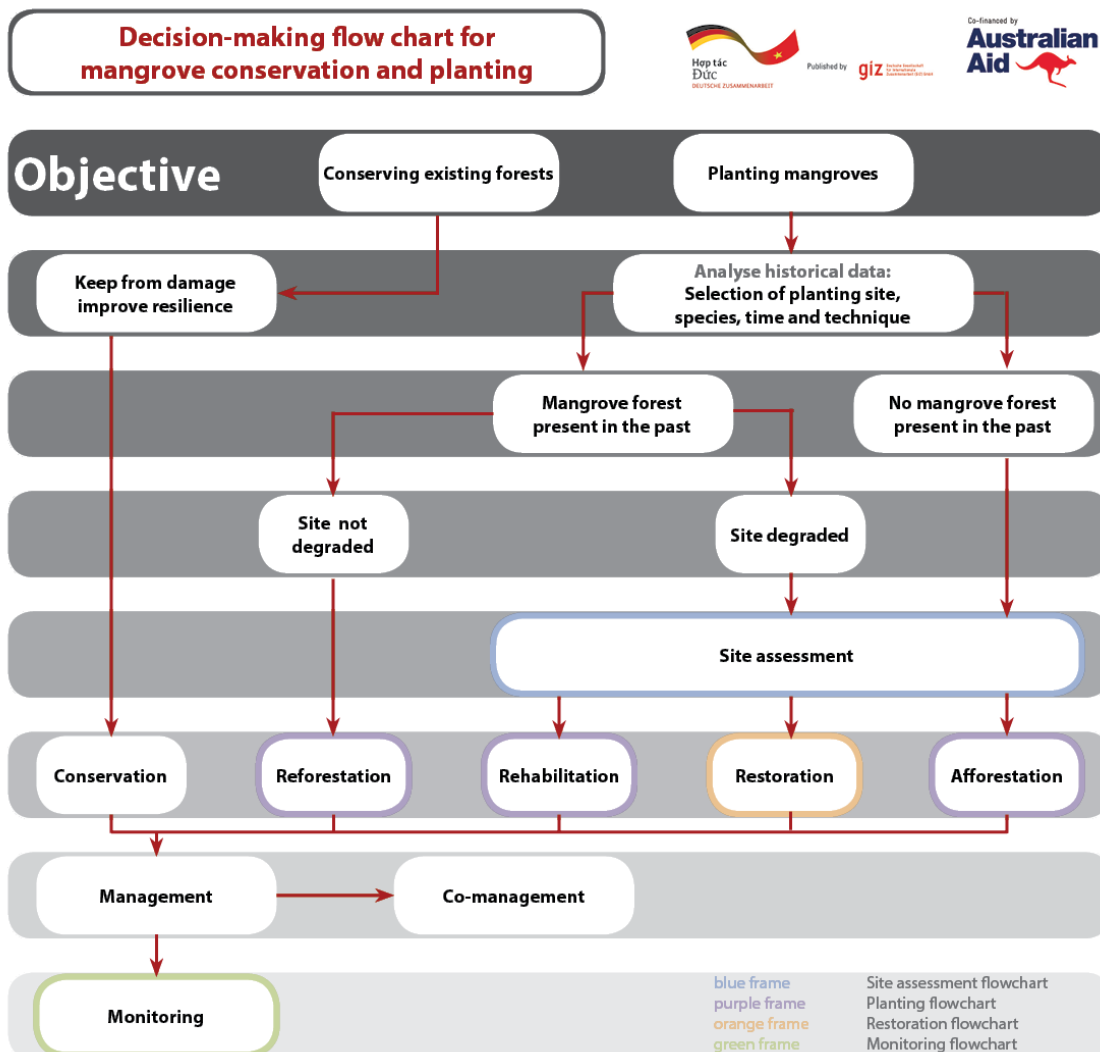 Decision-making flow chart for
mangrove conservation and planting
Hợp tác
Đức
DEUTSCHE ZUSAMMENARBEIT
Published by
giz
Co-financed by
Australian
Aid
Objective
Conserving existing forests
Planting mangroves
Keep from damage
improve resilience
Analyse historical data:
Selection of planting site,
species, time and technique
Mangrove forest
present in the past
No mangrove forest
present in the past
Site not
degraded
Site degraded
Site assessment
Conservation
Reforestation
Rehabilitation
Restoration
Afforestation
Management
Co-management
Monitoring
blue frame Site assessment flowchart
purple frame Planting flowchart
orange frame Restoration flowchart
green frame Monitoring flowchart